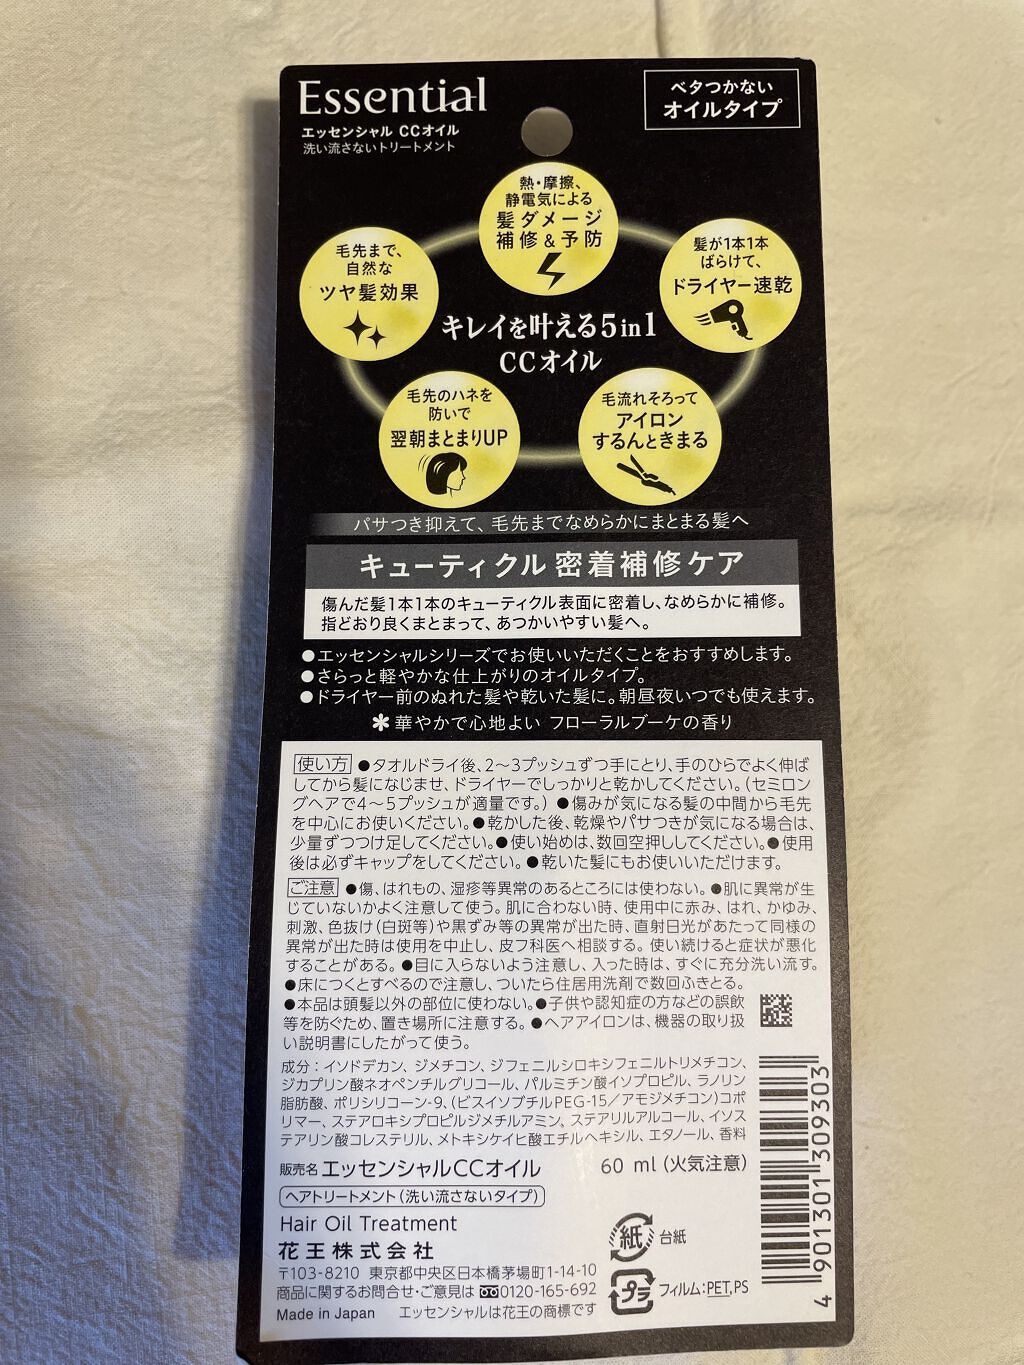 Essential
エッセンシャル CCオイル
洗い流さないトリートメント
ベタつかない
オイルタイプ
熱・摩擦、
静電気による
髪ダメージ
補修&予防
毛先まで、
自然な
ツヤ髪効果
髪が1本1本
ばらけて、
ドライヤー速乾
キレイを叶える5in1
CCオイル
毛先のハネを
防いで
翌朝まとまりUP
毛流れそろって
アイロン
するんときまる
パサつき抑えて、毛先までなめらかにまとまる髪へ
キューティクル 密着補修ケア
傷んだ髪1本1本のキューティクル表面に密着し、なめらかに補修。
指どおり良くまとまって、あつかいやすい髪へ。
●エッセンシャルシリーズでお使いいただくことをおすすめします。
●さらっと軽やかな仕上がりのオイルタイプ。
●ドライヤー前のぬれた髪や乾いた髪に。朝昼夜いつでも使えます。
＊華やかで心地よい フローラルブーケの香り
使い方 ●タオルドライ後、2〜3プッシュずつ手にとり、手のひらでよく伸ば
してから髪になじませ、ドライヤーでしっかりと乾かしてください。(セミロン
グヘアで4〜5プッシュが適量です。) ●傷みが気になる髪の中間から毛先
を中心にお使いください。●乾かした後、乾燥やパサつきが気になる場合は、
少量ずつつけ足してください。●使い始めは、数回空押ししてください。●使用
後は必ずキャップをしてください。●乾いた髪にもお使いいただけます。
ご注意 ●傷、はれもの、湿疹等異常のあるところには使わない。●肌に異常が生
じていないかよく注意して使う。肌に合わない時、使用中に赤み、はれ、かゆみ、
刺激、色抜け(白斑等)や黒ずみ等の異常が出た時、直射日光があたって同様の
異常が出た時は使用を中止し、皮フ科医へ相談する。使い続けると症状が悪化
することがある。●目に入らないよう注意し、入った時は、すぐに充分洗い流す。
●床につくとすべるので注意し、ついたら住居用洗剤で数回ふきとる。
●本品は頭髪以外の部位に使わない。●子供や認知症の方などの誤飲
等を防ぐため、置き場所に注意する。●ヘアアイロンは、機器の取り扱
い説明書にしたがって使う。
成分：イソドデカン、ジメチコン、ジフェニルシロキシフェニルトリメチコン、
ジカプリン酸ネオペンチルグリコール、パルミチン酸イソプロピル、ラノリン
脂肪酸、ポリシリコーン-9、(ビスイソブチルPEG-15／アモジメチコン)コポ
リマー、ステアロキシプロピルジメチルアミン、ステアリルアルコール、イソス
テアリン酸コレステリル、メトキシケイヒ酸エチルヘキシル、エタノール、香料
販売名 エッセンシャルCCオイル 60 ml (火気注意)
ヘアトリートメント(洗い流さないタイプ)
Hair Oil Treatment
花王株式会社
〒103-8210 東京都中央区日本橋茅場町1-14-10
商品に関するお問合せ・ご意見は 0120-165-692
Made in Japan エッセンシャルは花王の商標です
紙 台紙
プラ フィルム：PET, PS
4 901301 309303